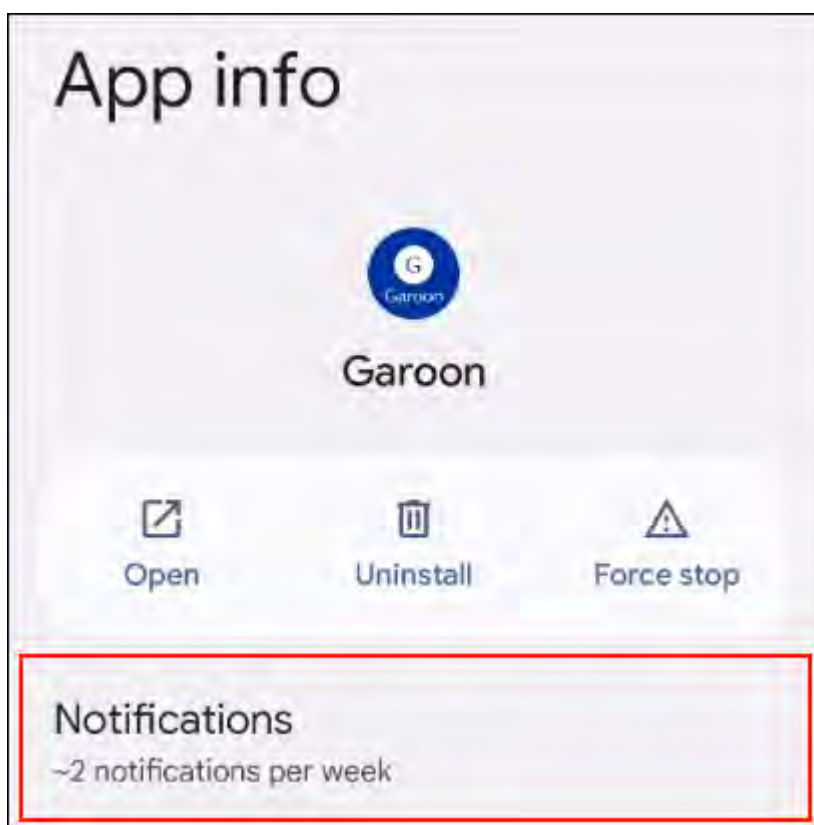 App info
G
Garoon
Garoon
Open
Uninstall
Force stop
Notifications
~2 notifications per week